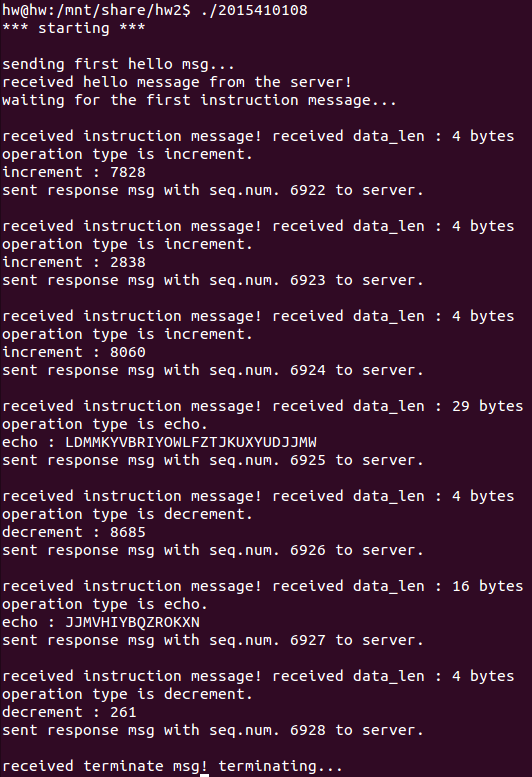 hw@hw:/mnt/share/hw2$ ./2015410108
*** starting ***
sending first hello msg...
received hello message from the server!
waiting for the first instruction message...
received instruction message! received data_len : 4 bytes
operation type is increment.
increment : 7828
sent response msg with seq.num. 6922 to server.
received instruction message! received data_len : 4 bytes
operation type is increment.
increment : 2838
sent response msg with seq.num. 6923 to server.
received instruction message! received data_len : 4 bytes
operation type is increment.
increment : 8060
sent response msg with seq.num. 6924 to server.
received instruction message! received data_len : 29 bytes
operation type is echo.
echo : LDMMKYVBRIYOWLFZTJKUXYUDJJMW
sent response msg with seq.num. 6925 to server.
received instruction message! received data_len : 4 bytes
operation type is decrement.
decrement : 8685
sent response msg with seq.num. 6926 to server.
received instruction message! received data_len : 16 bytes
operation type is echo.
echo : JJMVHIYBQZROKXN
sent response msg with seq.num. 6927 to server.
received instruction message! received data_len : 4 bytes
operation type is decrement.
decrement : 261
sent response msg with seq.num. 6928 to server.
received terminate msg! terminating...